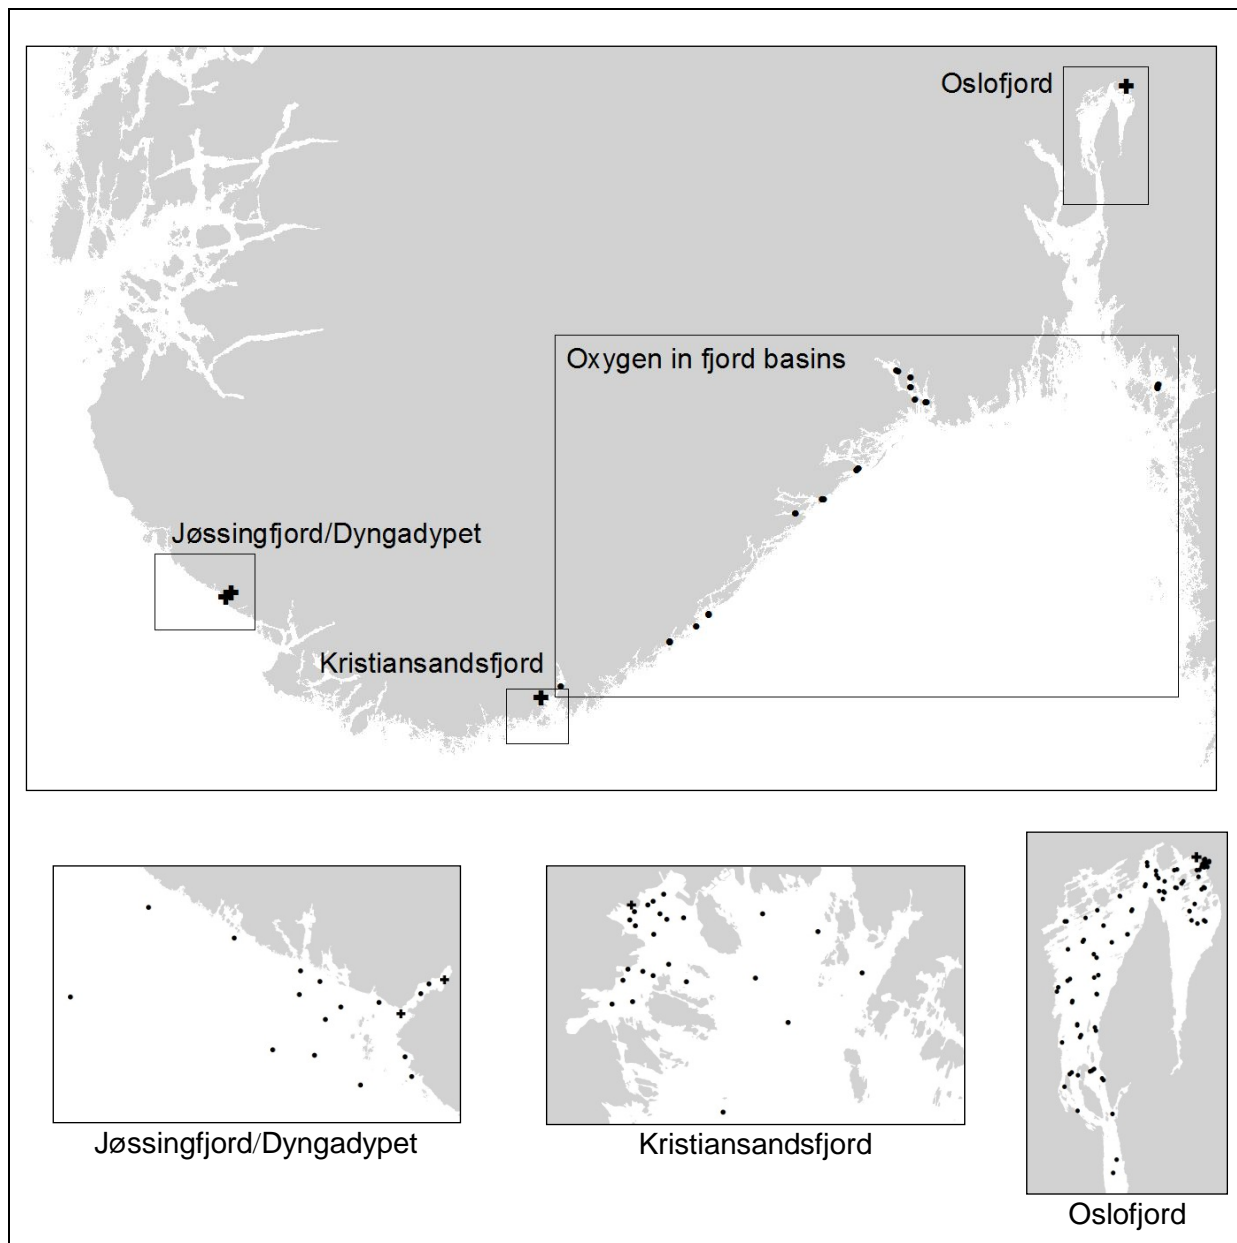 Oslofjord
Oxygen in fjord basins
Jøssingfjord/Dyngadypet
Kristiansandsfjord
Jøssingfjord/Dyngadypet
Kristiansandsfjord
Oslofjord